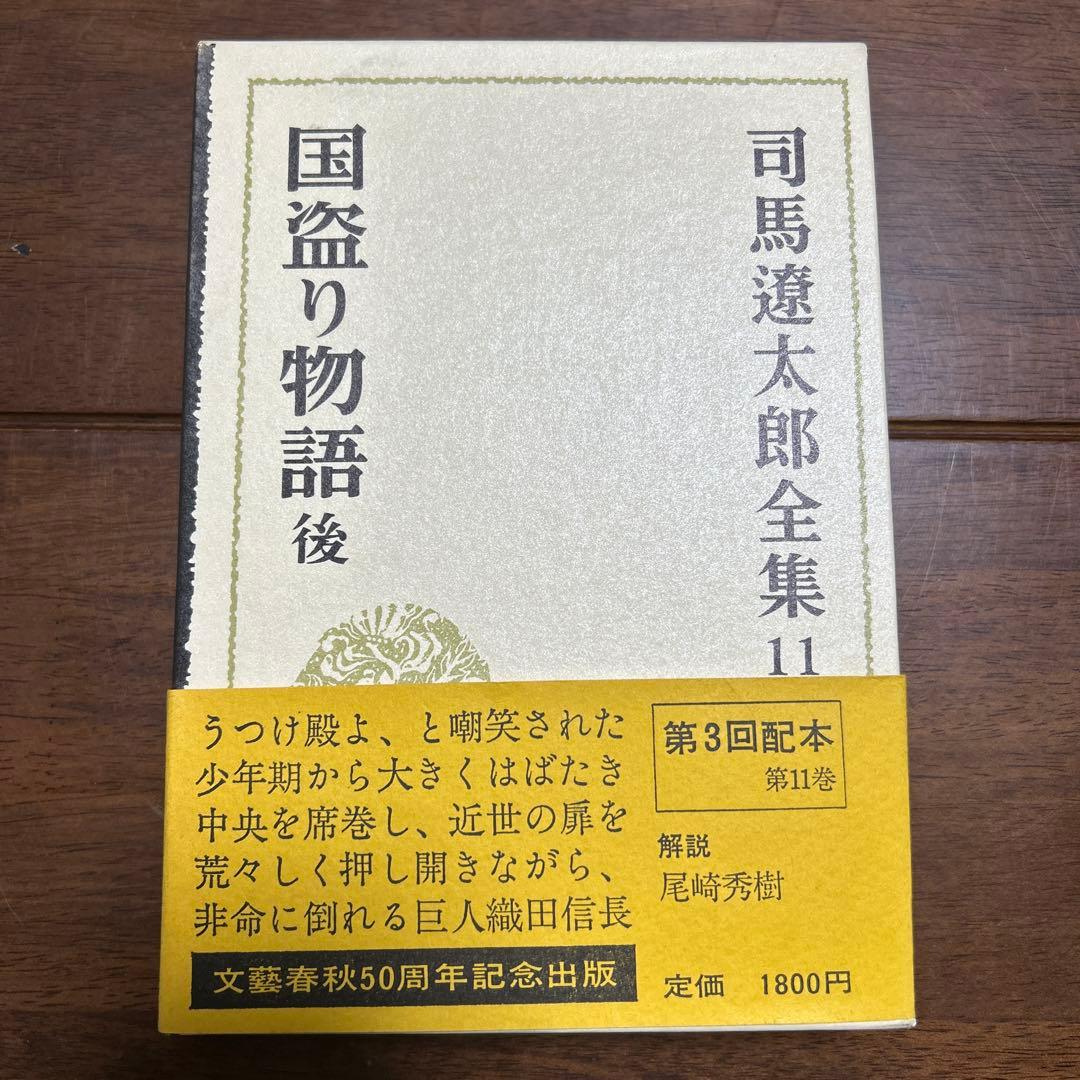 司馬遼太郎全集 11
国盗り物語 後
第3回配本
第11巻
解説
尾崎秀樹
定価 1800円
うつけ殿よ、と嘲笑された
少年期から大きくはばたき
中央を席巻し、近世の扉を
荒々しく押し開きながら、
非命に倒れる巨人織田信長
文藝春秋50周年記念出版